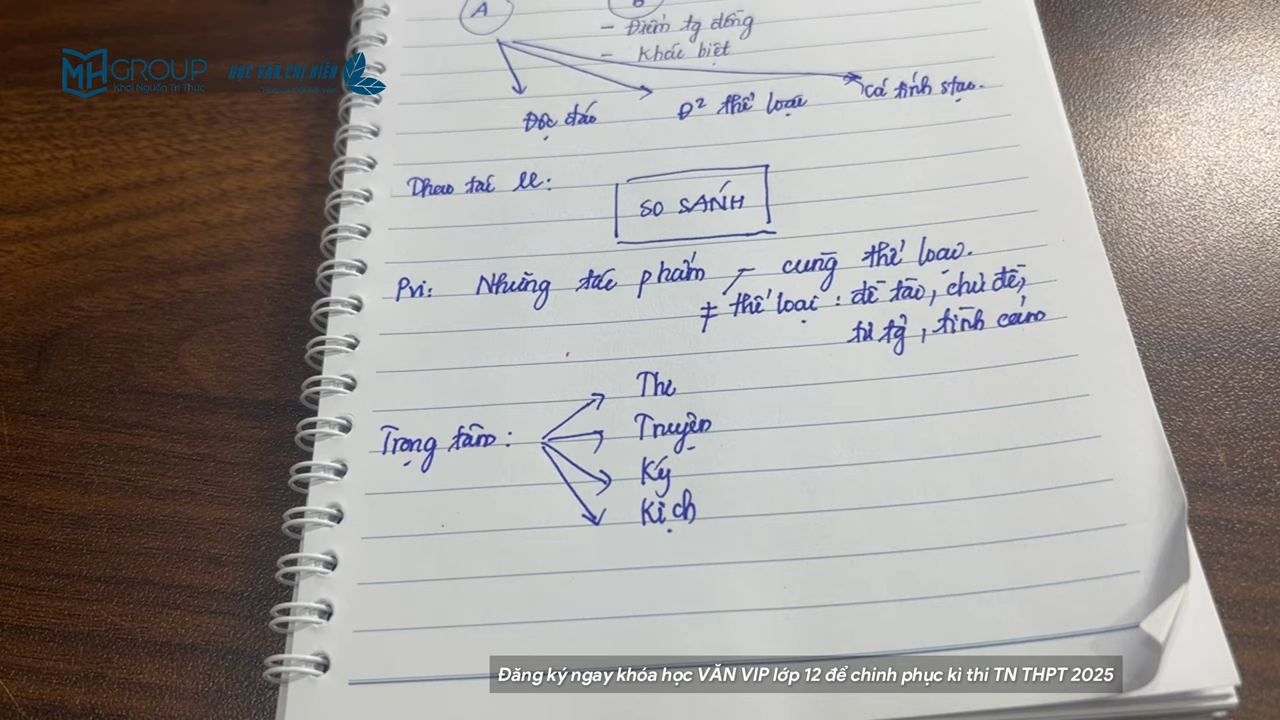 A B
- Điểm tg đồng
- Khác biệt
MH GROUP
Khơi Nguồn Tri Thức
HỌC VĂN CHỊ HIÊN
Độc đáo
Đ² thể loại
cá tính stạo.
Thao tác ll:
SO SÁNH
Pvi: Những tác phẩm - cùng thể loại.
≠ thể loại: đề tài, chủ đề,
tư tg, tình cảm
Trọng tâm:
Thơ
Truyện
Ký
Kịch
Đăng ký ngay khóa học VĂN VIP lớp 12 để chinh phục kì thi TN THPT 2025